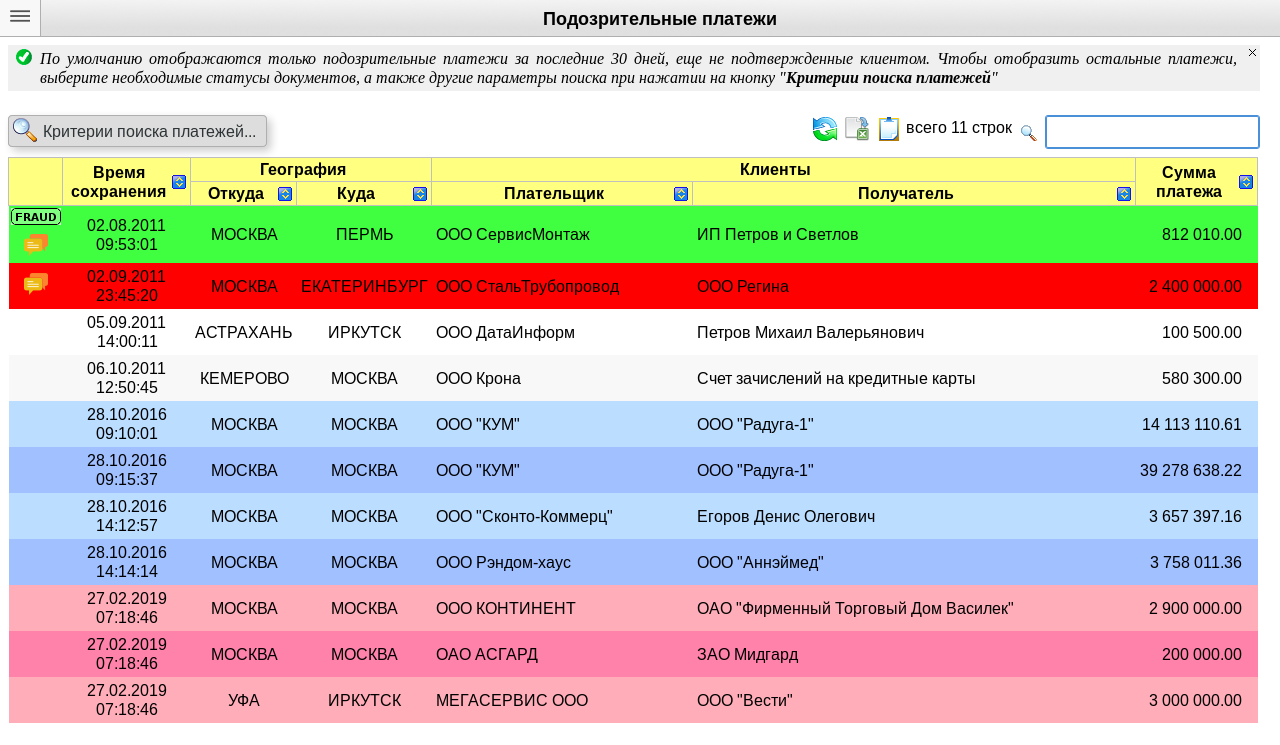 Подозрительные платежи
По умолчанию отображаются только подозрительные платежи за последние 30 дней, еще не подтвержденные клиентом. Чтобы отобразить остальные платежи,
выберите необходимые статусы документов, а также другие параметры поиска при нажатии на кнопку "Критерии поиска платежей"
Критерии поиска платежей... всего 11 строк
Время сохранения География Клиенты Сумма платежа
Откуда Куда Плательщик Получатель
FRAUD 02.08.2011 09:53:01 МОСКВА ПЕРМЬ ООО СервисМонтаж ИП Петров и Светлов 812 010.00
02.09.2011 23:45:20 МОСКВА ЕКАТЕРИНБУРГ ООО СтальТрубопровод ООО Регина 2 400 000.00
05.09.2011 14:00:11 АСТРАХАНЬ ИРКУТСК ООО ДатаИнформ Петров Михаил Валерьянович 100 500.00
06.10.2011 12:50:45 КЕМЕРОВО МОСКВА ООО Крона Счет зачислений на кредитные карты 580 300.00
28.10.2016 09:10:01 МОСКВА МОСКВА ООО "КУМ" ООО "Радуга-1" 14 113 110.61
28.10.2016 09:15:37 МОСКВА МОСКВА ООО "КУМ" ООО "Радуга-1" 39 278 638.22
28.10.2016 14:12:57 МОСКВА МОСКВА ООО "Сконто-Коммерц" Егоров Денис Олегович 3 657 397.16
28.10.2016 14:14:14 МОСКВА МОСКВА ООО Рэндом-хаус ООО "Аннэймед" 3 758 011.36
27.02.2019 07:18:46 МОСКВА МОСКВА ООО КОНТИНЕНТ ОАО "Фирменный Торговый Дом Василек" 2 900 000.00
27.02.2019 07:18:46 МОСКВА МОСКВА ОАО АСГАРД ЗАО Мидгард 200 000.00
27.02.2019 07:18:46 УФА ИРКУТСК МЕГАСЕРВИС ООО ООО "Вести" 3 000 000.00